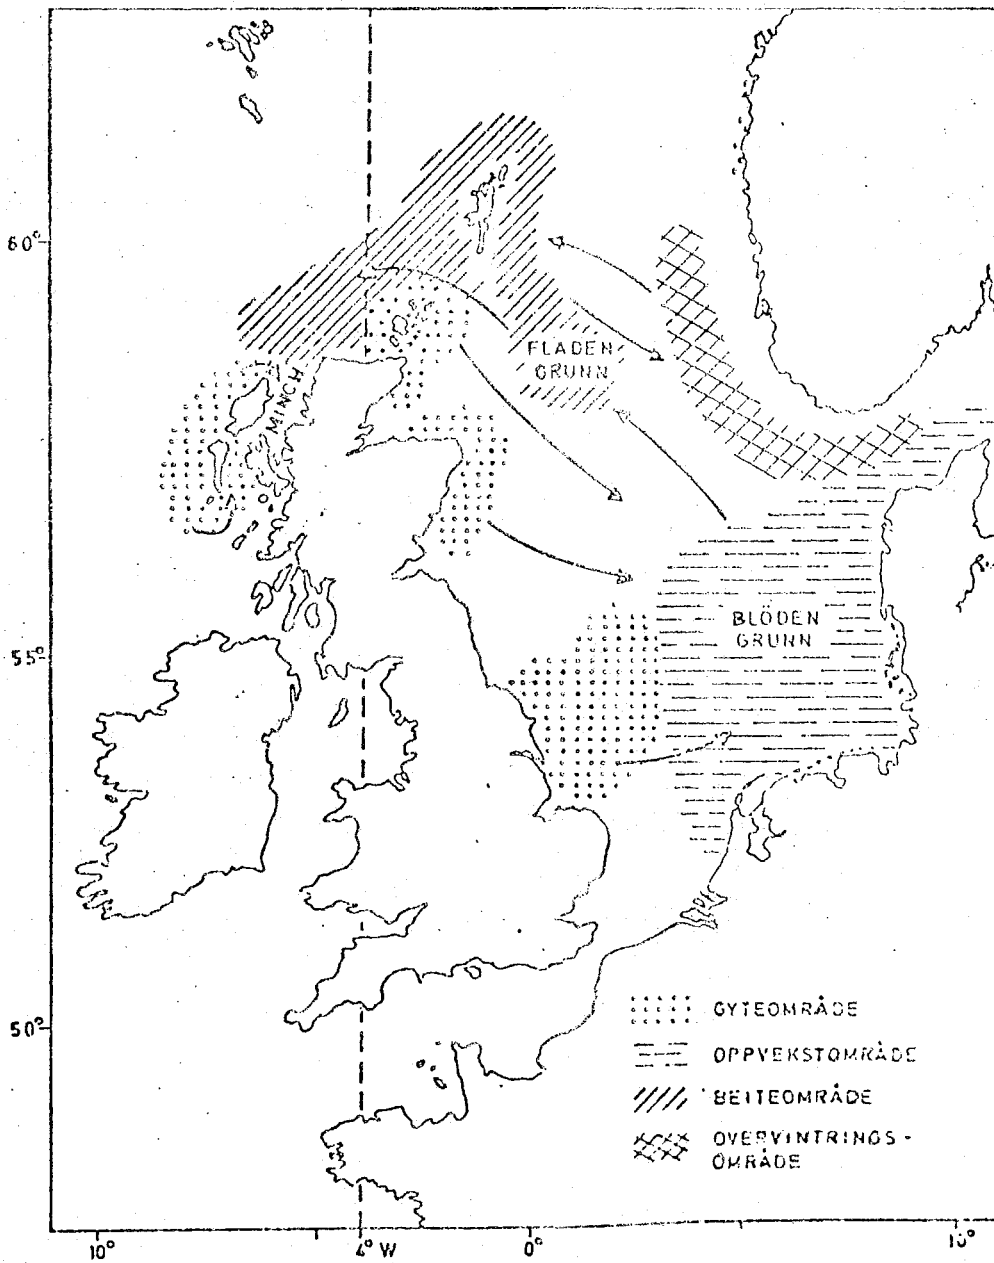 60°
FLADEN
GRUNN
MINCH
55°
BLÖDEN
GRUNN
50°
GYTEOMRÅDE
OPPVEKSTOMRÅDE
BEITEOMRÅDE
OVERVINTRINGS-
OMRÅDE
10°
4° W
0°
10°